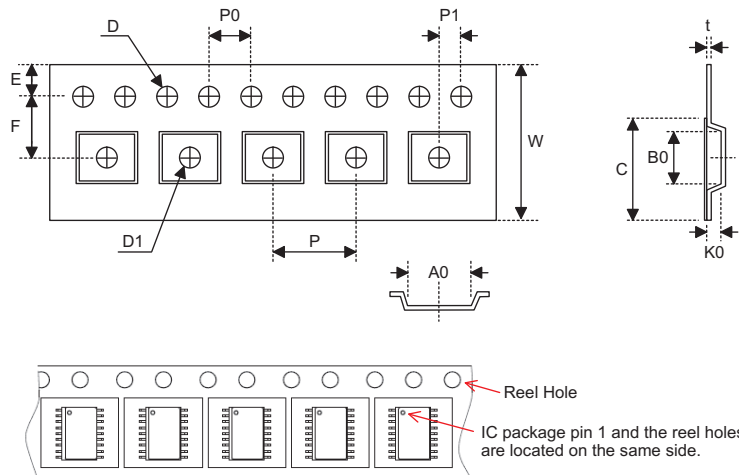 D
P0
P1
t
E
F
W
C
B0
D1
P
K0
A0
Reel Hole
IC package pin 1 and the reel holes
are located on the same side.